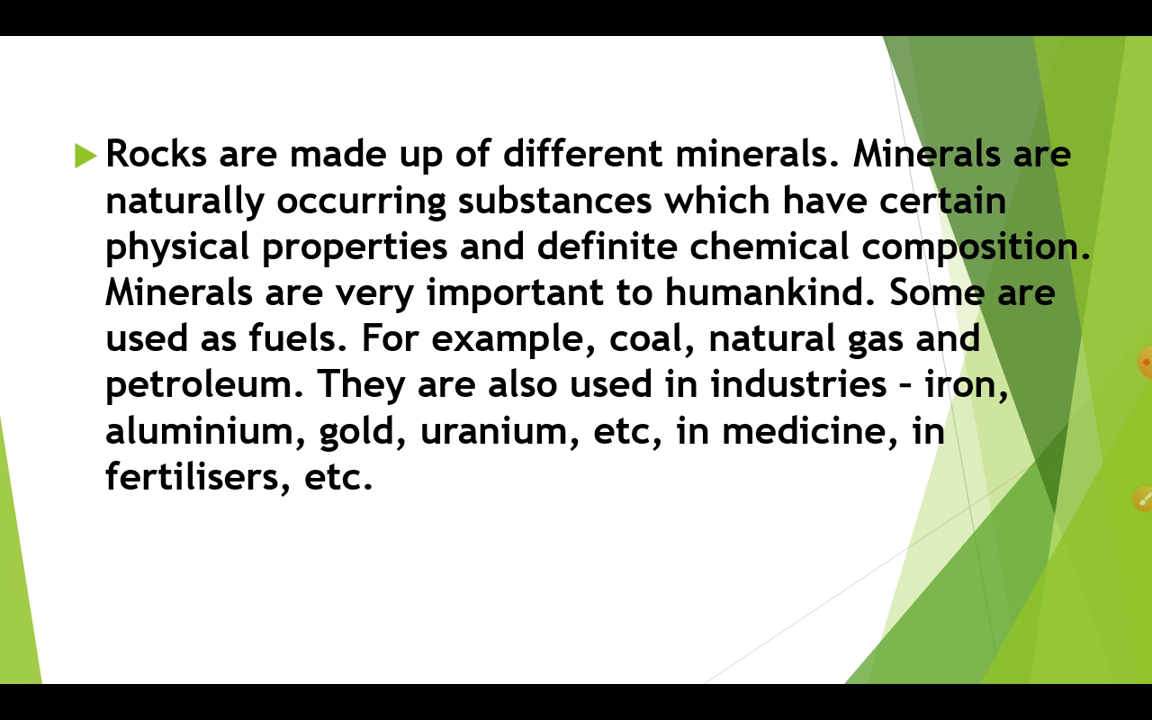 Rocks are made up of different minerals. Minerals are
naturally occurring substances which have certain
physical properties and definite chemical composition.
Minerals are very important to humankind. Some are
used as fuels. For example, coal, natural gas and
petroleum. They are also used in industries – iron,
aluminium, gold, uranium, etc, in medicine, in
fertilisers, etc.